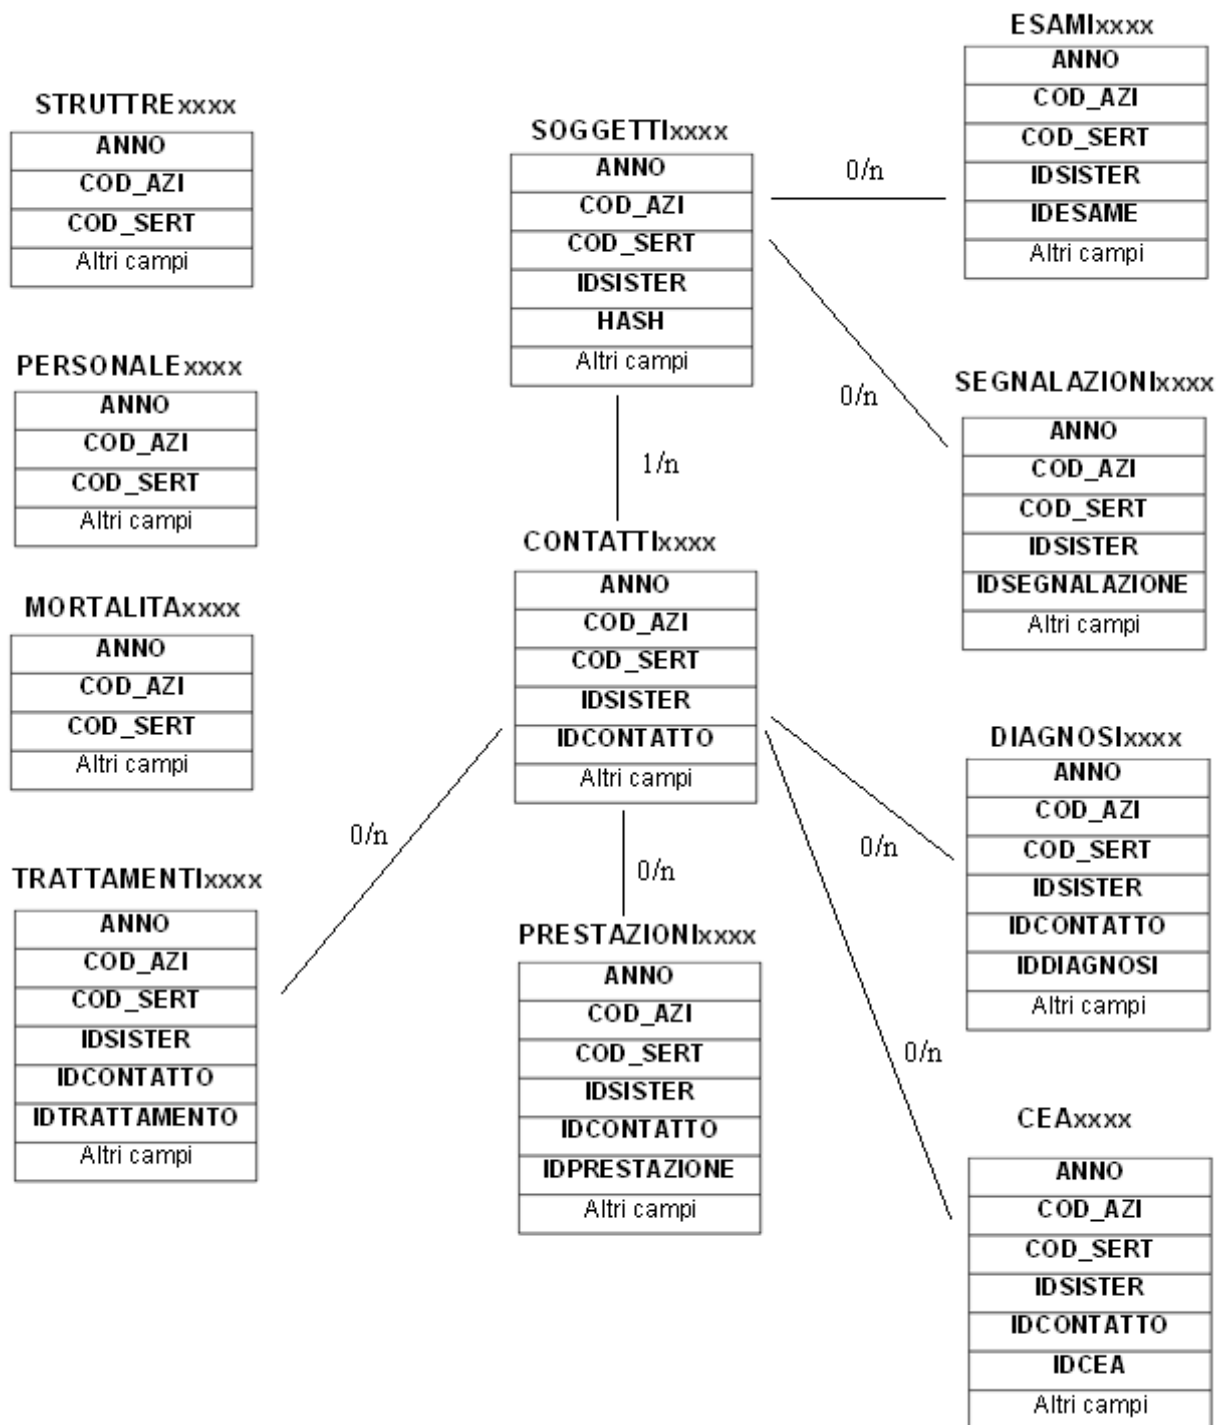 STRUTTRExxxx
ANNO
COD_AZI
COD_SERT
Altri campi
PERSONALExxxx
ANNO
COD_AZI
COD_SERT
Altri campi
MORTALITAxxxx
ANNO
COD_AZI
COD_SERT
Altri campi
TRATTAMENTIxxxx
ANNO
COD_AZI
COD_SERT
IDSISTER
IDCONTATTO
IDTRATTAMENTO
Altri campi
SOGGETTIxxxx
ANNO
COD_AZI
COD_SERT
IDSISTER
HASH
Altri campi
1/n
CONTATTIxxxx
ANNO
COD_AZI
COD_SERT
IDSISTER
IDCONTATTO
Altri campi
0/n
0/n
PRESTAZIONIxxxx
ANNO
COD_AZI
COD_SERT
IDSISTER
IDCONTATTO
IDPRESTAZIONE
Altri campi
0/n
0/n
0/n
0/n
ESAMIxxxx
ANNO
COD_AZI
COD_SERT
IDSISTER
IDESAME
Altri campi
SEGNALAZIONIxxxx
ANNO
COD_AZI
COD_SERT
IDSISTER
IDSEGNALAZIONE
Altri campi
DIAGNOSIxxxx
ANNO
COD_AZI
COD_SERT
IDSISTER
IDCONTATTO
IDDIAGNOSI
Altri campi
CEAxxxx
ANNO
COD_AZI
COD_SERT
IDSISTER
IDCONTATTO
IDCEA
Altri campi